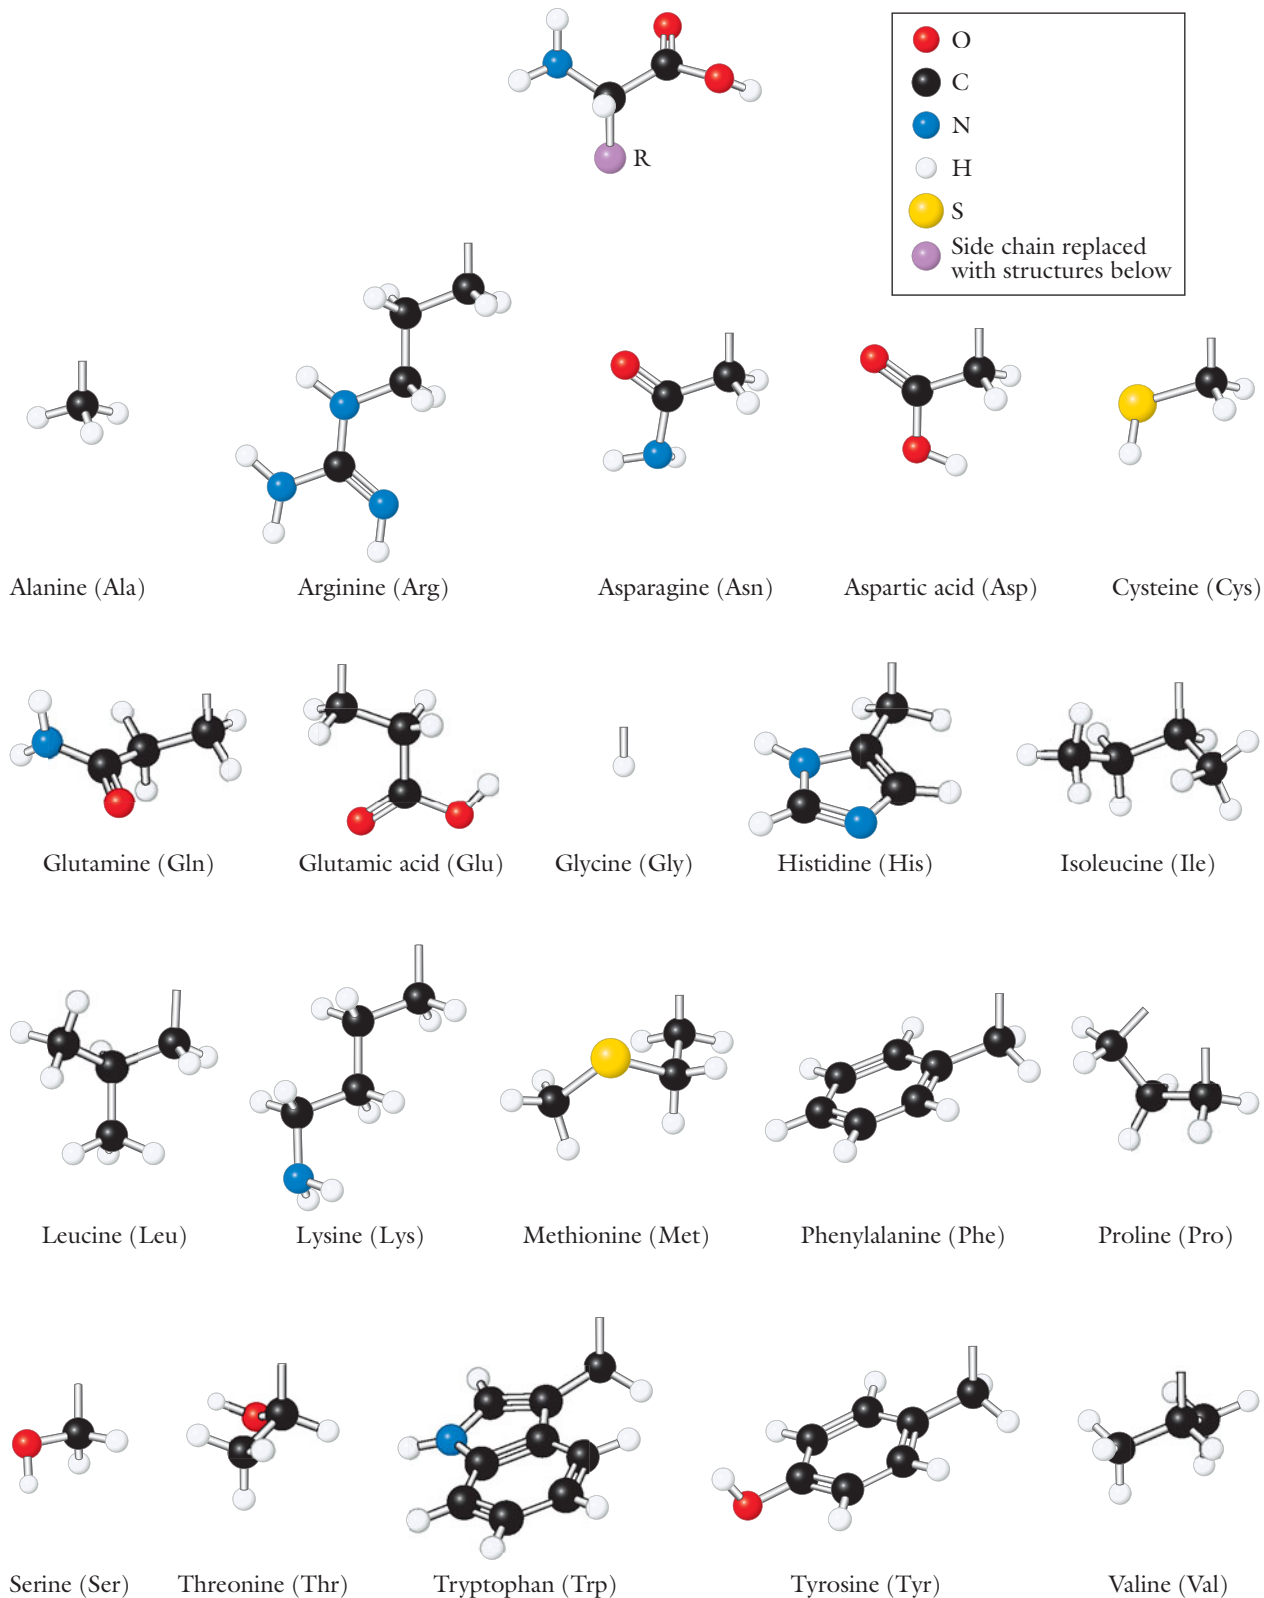 O
C
N
H
S
Side chain replaced
with structures below
R
Alanine (Ala)
Arginine (Arg)
Asparagine (Asn)
Aspartic acid (Asp)
Cysteine (Cys)
Glutamine (Gln)
Glutamic acid (Glu)
Glycine (Gly)
Histidine (His)
Isoleucine (Ile)
Leucine (Leu)
Lysine (Lys)
Methionine (Met)
Phenylalanine (Phe)
Proline (Pro)
Serine (Ser)
Threonine (Thr)
Tryptophan (Trp)
Tyrosine (Tyr)
Valine (Val)